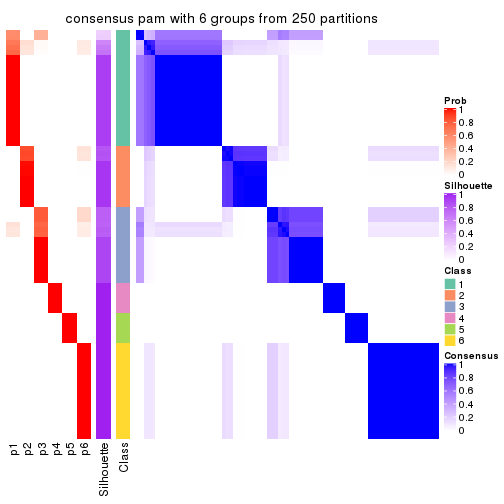 consensus pam with 6 groups from 250 partitions
Prob
1
0.8
0.6
0.4
0.2
0
Silhouette
1
0.8
0.6
0.4
0.2
0
Class
1
2
3
4
5
6
Consensus
1
0.8
0.6
0.4
0.2
0
p1
p2
p3
p4
p5
p6
Silhouette
Class